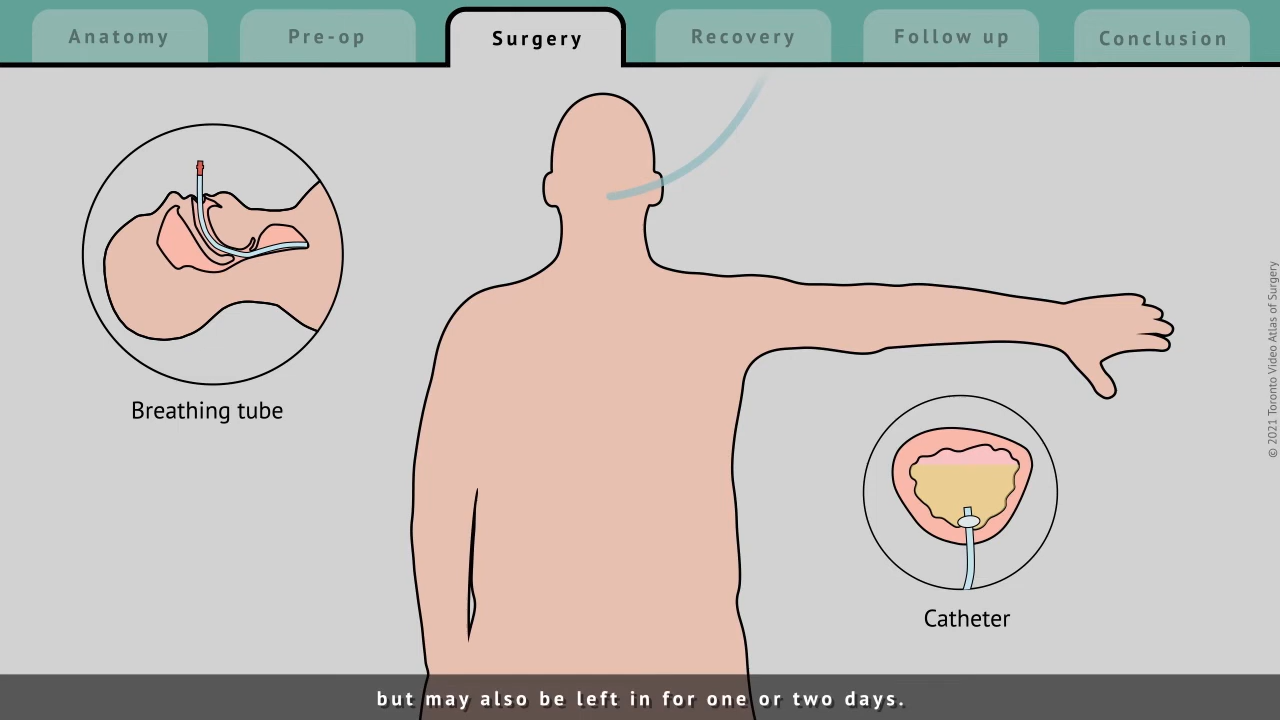 Anatomy
Pre-op
Surgery
Recovery
Follow up
Conclusion
Breathing tube
Catheter
© 2021 Toronto Video Atlas of Surgery
but may also be left in for one or two days.